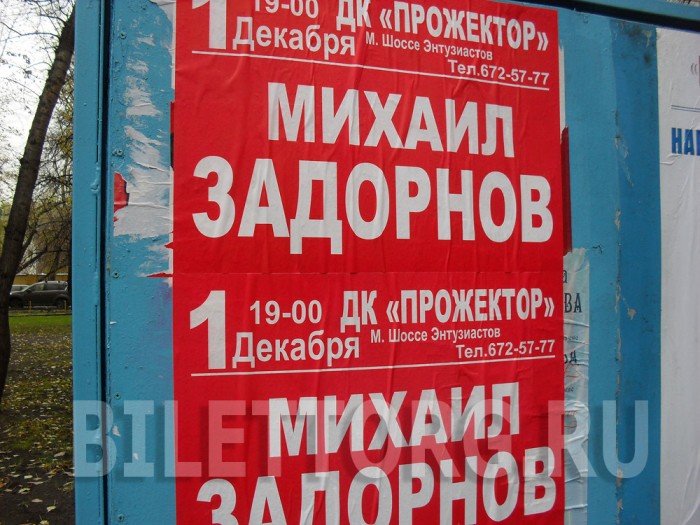 1 19-00 ДК «ПРОЖЕКТОР»
Декабря М. Шоссе Энтузиастов
Тел.672-57-77
МИХАИЛ
ЗАДОРНОВ
1 19-00 ДК «ПРОЖЕКТОР»
Декабря М. Шоссе Энтузиастов
Тел.672-57-77
МИХАИЛ
ЗАДОРНОВ
BILETTORG.RU